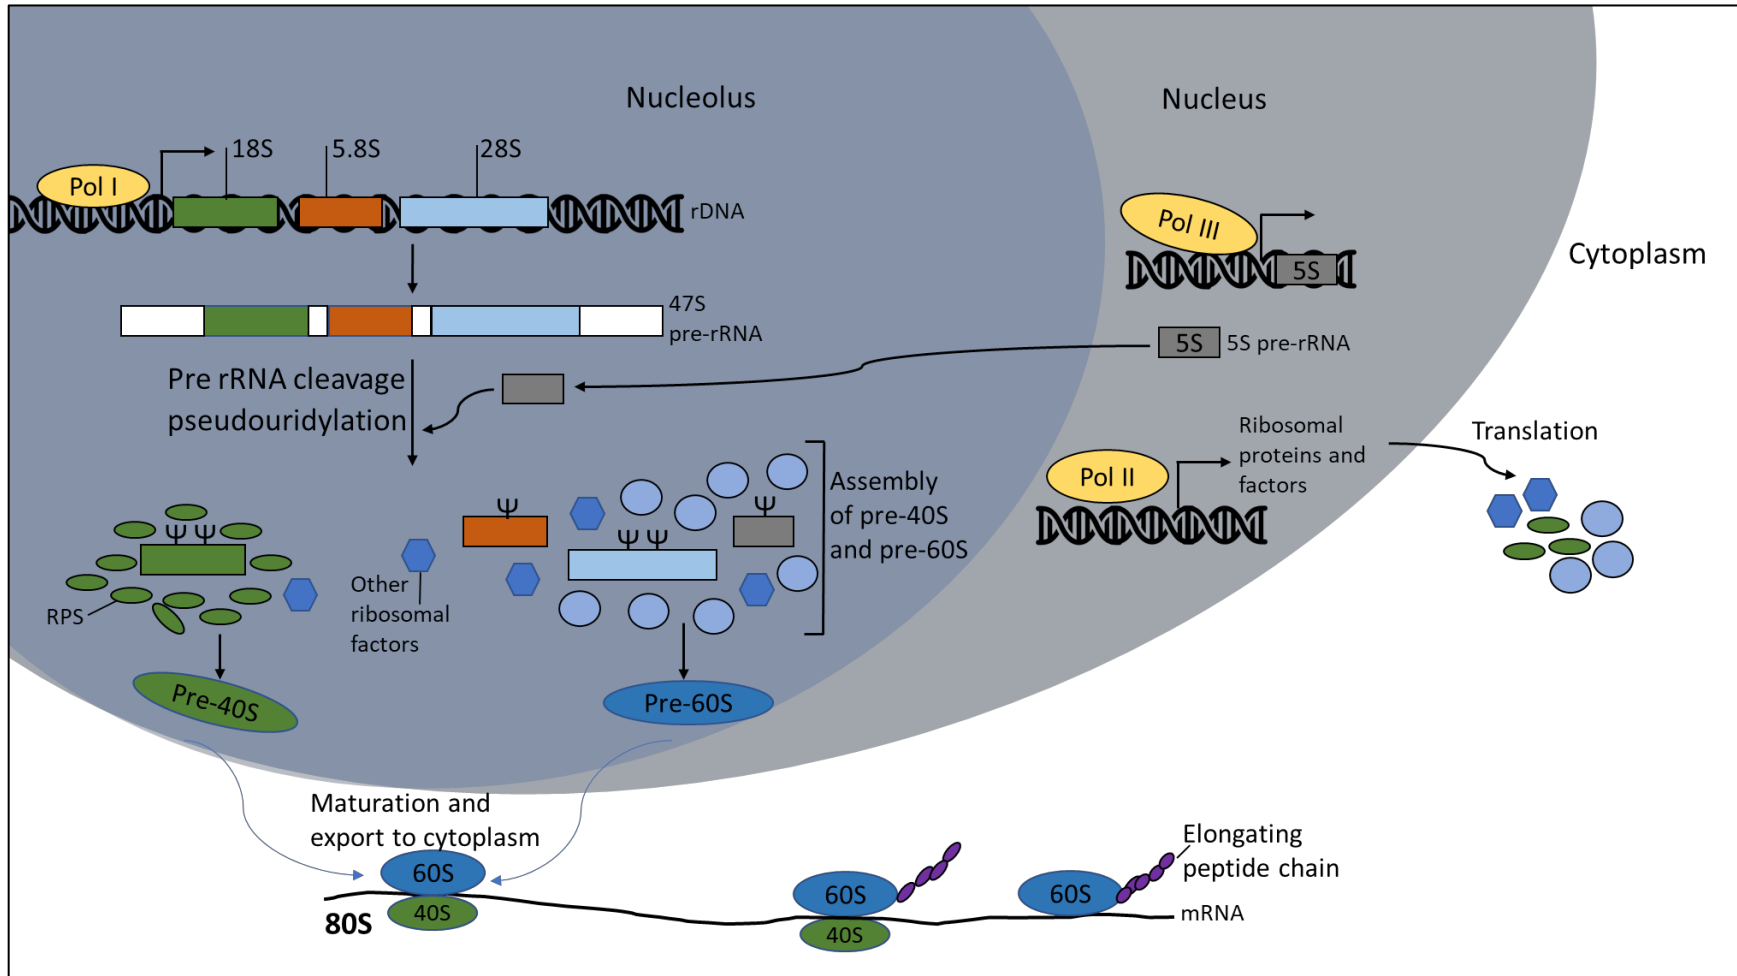 Nucleolus
Nucleus
Cytoplasm
18S
5.8S
28S
Pol I
rDNA
Pol III
5S
47S
pre-rRNA
5S
5S pre-rRNA
Pre rRNA cleavage
pseudouridylation
Ribosomal
proteins and
factors
Translation
Pol II
Assembly
of pre-40S
and pre-60S
Ψ Ψ
Ψ
Ψ Ψ
Ψ
Other
ribosomal
factors
RPS
Pre-40S
Pre-60S
Maturation and
export to cytoplasm
60S
40S
80S
60S
40S
60S
Elongating
peptide chain
mRNA